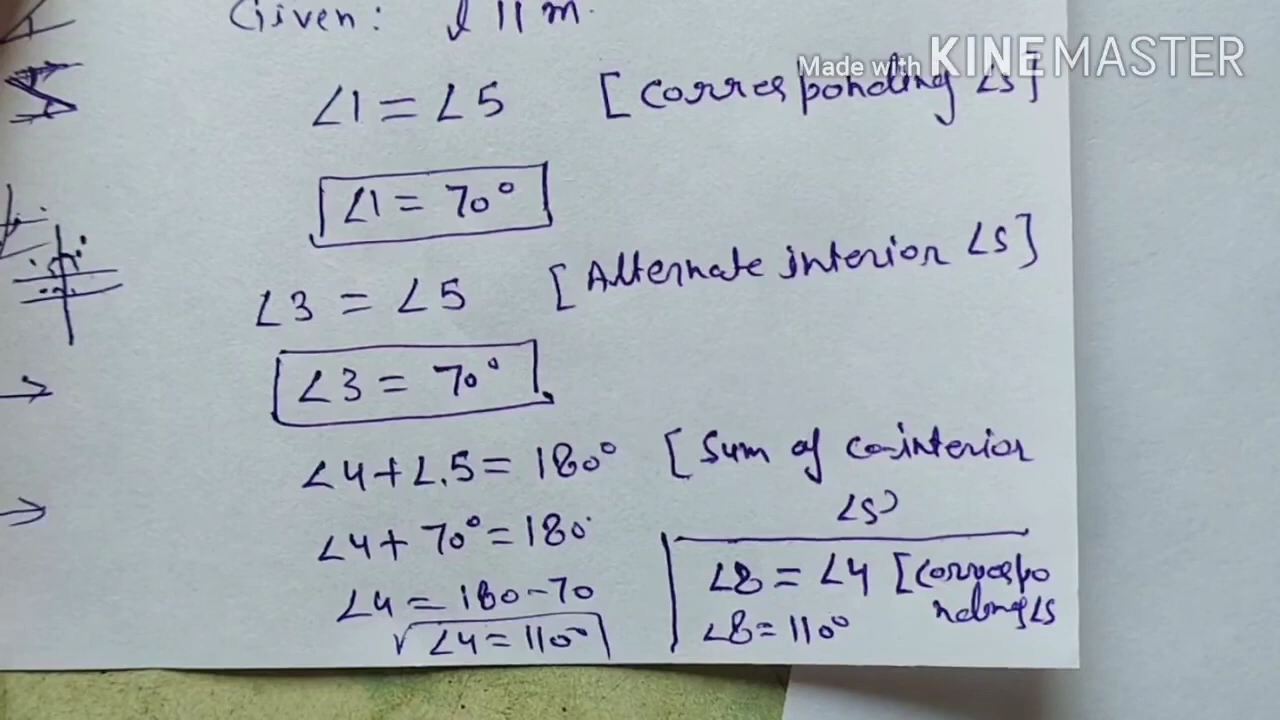 Given: l || m.
Made with KINEMASTER
∠1 = ∠5 [Corresponding ∠s]
∠1 = 70°
∠3 = ∠5 [Alternate interior ∠s]
∠3 = 70°
∠4 + ∠5 = 180° [Sum of co-interior
∠s]
∠4 + 70° = 180
∠4 = 180 - 70
∠4 = 110°
∠8 = ∠4 [Correspo
nding ∠s
∠8 = 110°